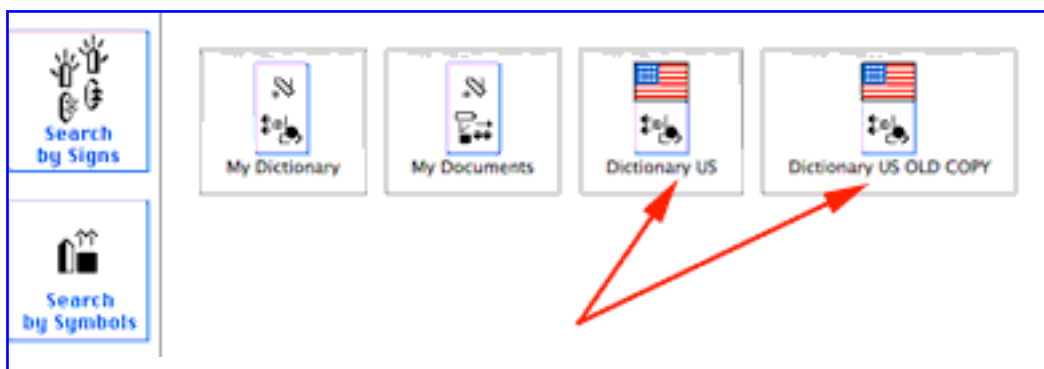 Search
by Signs
My Dictionary
My Documents
Dictionary US
Dictionary US OLD COPY
Search
by Symbols